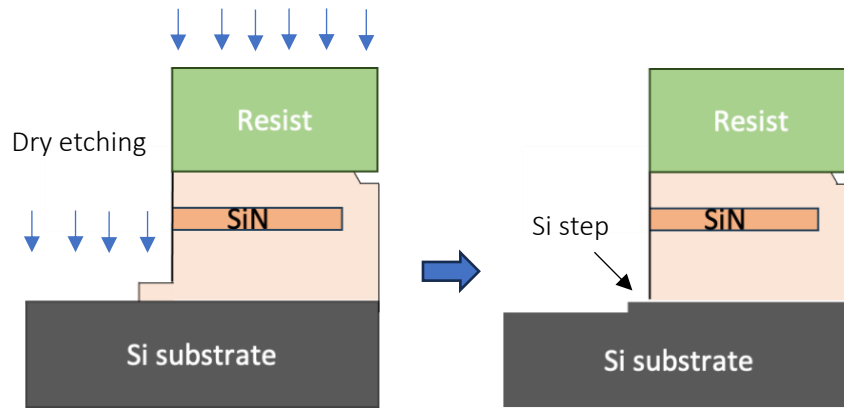 Resist
Dry etching
SiN
Si substrate
Resist
Si step
SiN
Si substrate